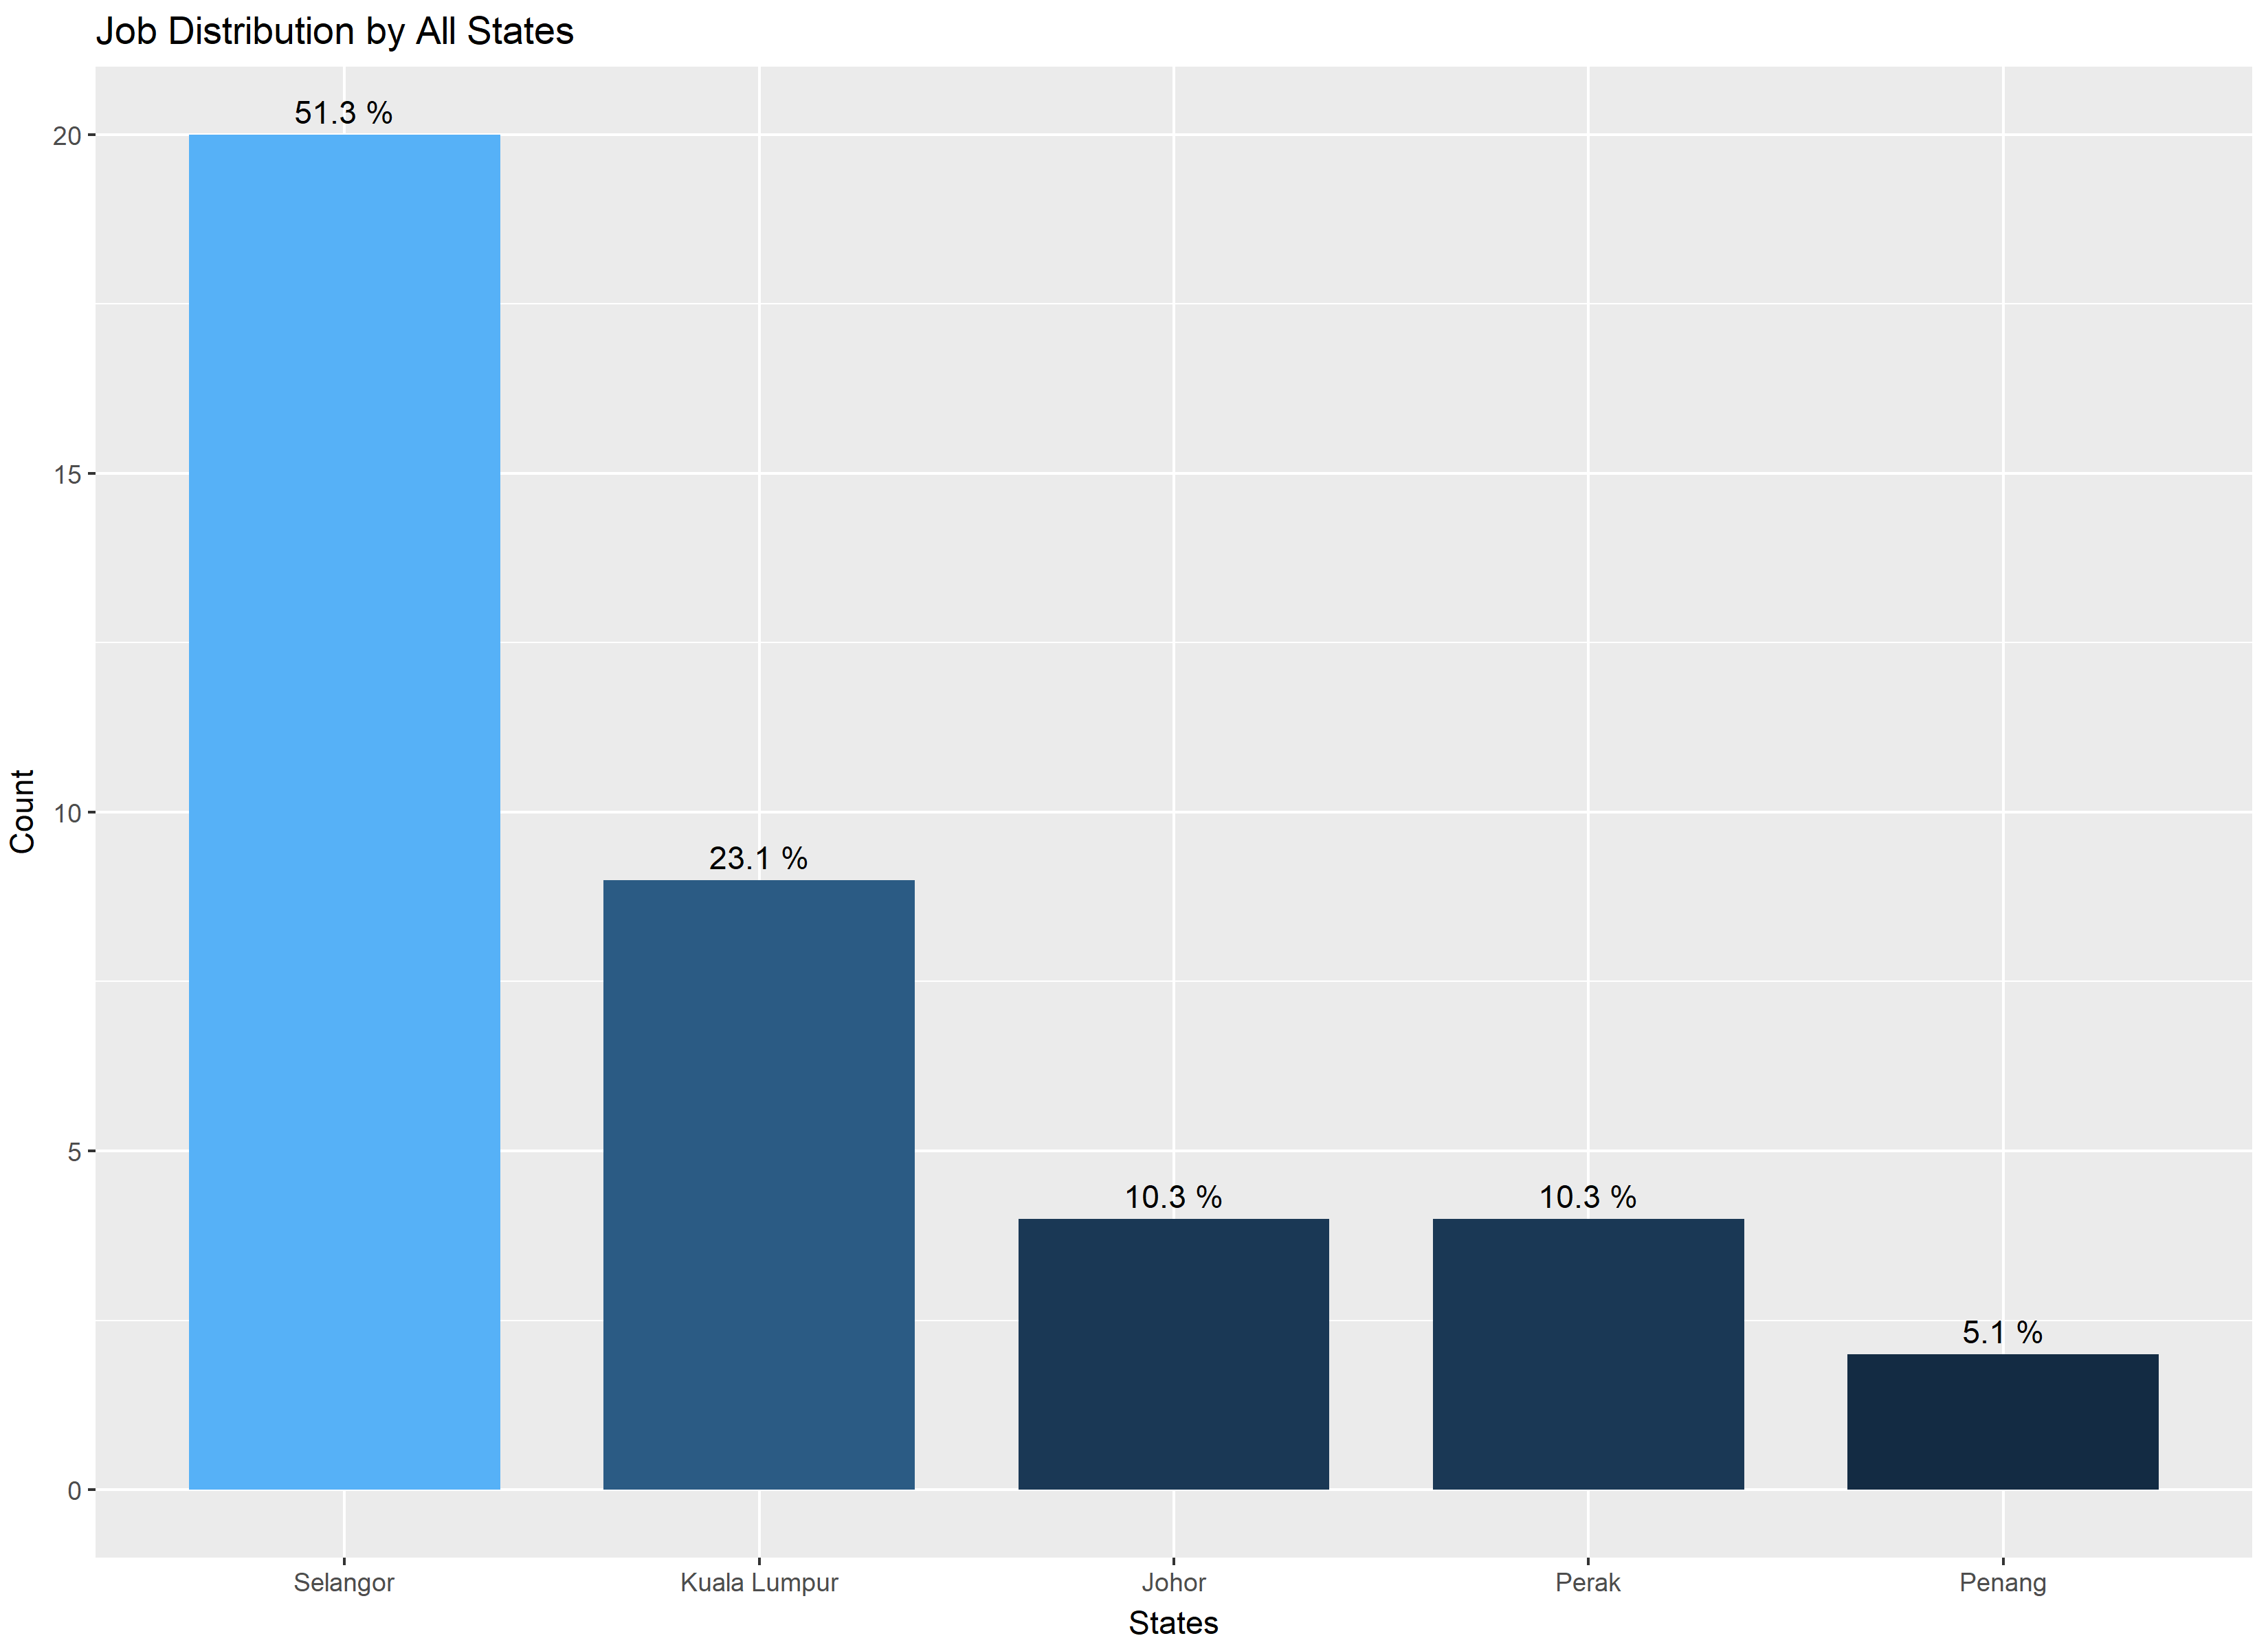 Job Distribution by All States
51.3 %
20
15
Count
10
23.1 %
5
10.3 %
10.3 %
5.1 %
0
Selangor
Kuala Lumpur
Johor
Perak
Penang
States